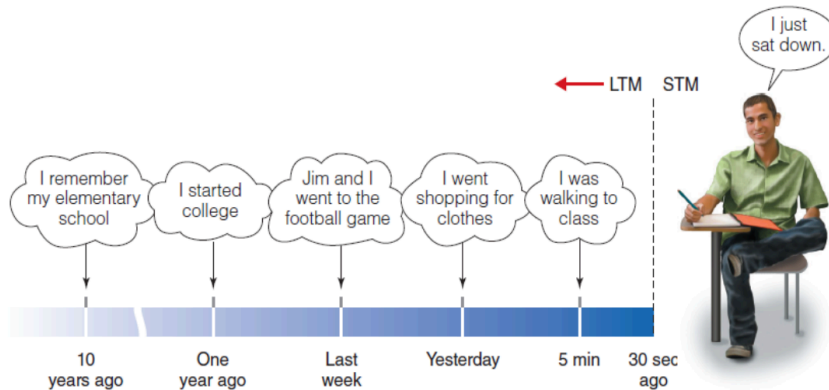 I just
sat down.
LTM
STM
I remember
my elementary
school
I started
college
Jim and I
went to the
football game
I went
shopping for
clothes
I was
walking to
class
10
years ago
One
year ago
Last
week
Yesterday
5 min
30 sec
ago